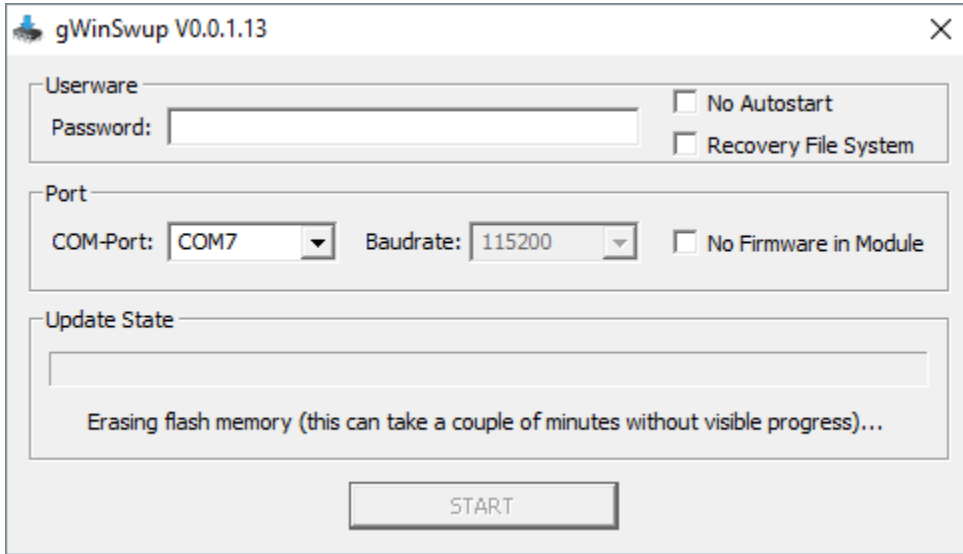 gWinSwup V0.0.1.13
Userware
Password:
No Autostart
Recovery File System
Port
COM-Port: COM7 Baudrate: 115200 No Firmware in Module
Update State
Erasing flash memory (this can take a couple of minutes without visible progress)...
START